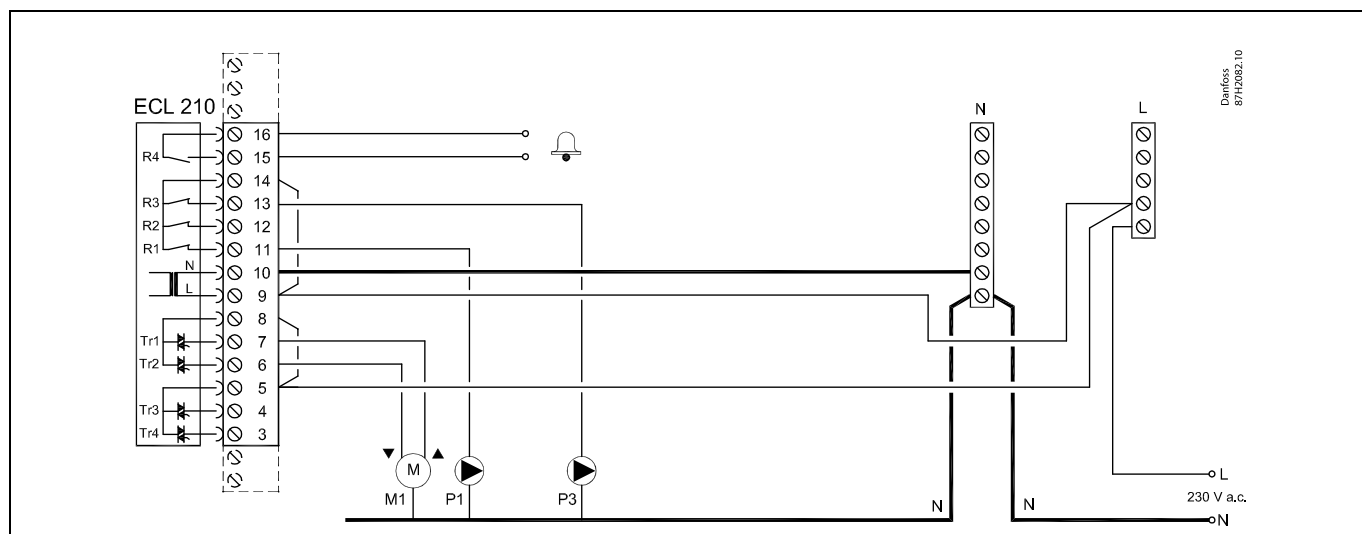 Danfoss
87H2082.10
ECL 210
N
L
16
R4
15
14
R3
13
R2
12
R1
11
N
10
L
9
8
Tr1
7
Tr2
6
5
Tr3
4
Tr4
3
M
M1
P1
P3
N
N
L
230 V a.c.
N